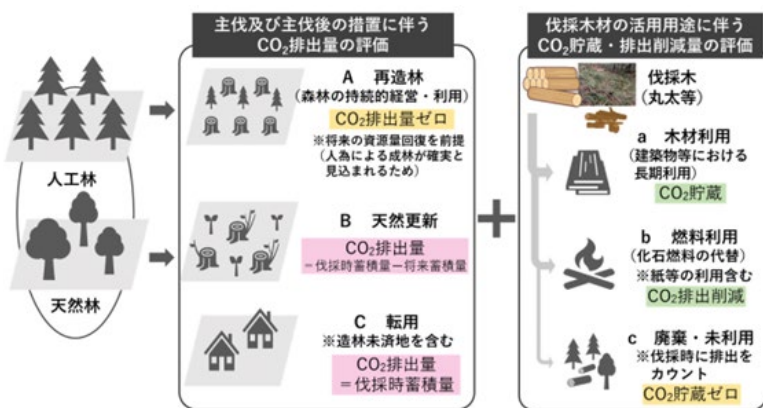 主伐及び主伐後の措置に伴う
CO₂排出量の評価
伐採木材の活用用途に伴う
CO₂貯蔵・排出削減量の評価
人工林
天然林
A 再造林
(森林の持続的経営・利用)
CO₂排出量ゼロ
※将来の資源量回復を前提
(人為による成林が確実と
見込まれるため)
B 天然更新
CO₂排出量
=伐採時蓄積量ー将来蓄積量
C 転用
※造林未済地を含む
CO₂排出量
=伐採時蓄積量
伐採木
(丸太等)
a 木材利用
(建築物等における
長期利用)
CO₂貯蔵
b 燃料利用
(化石燃料の代替)
※紙等の利用含む
CO₂排出削減
c 廃棄・未利用
※伐採時に排出を
カウント
CO₂貯蔵ゼロ